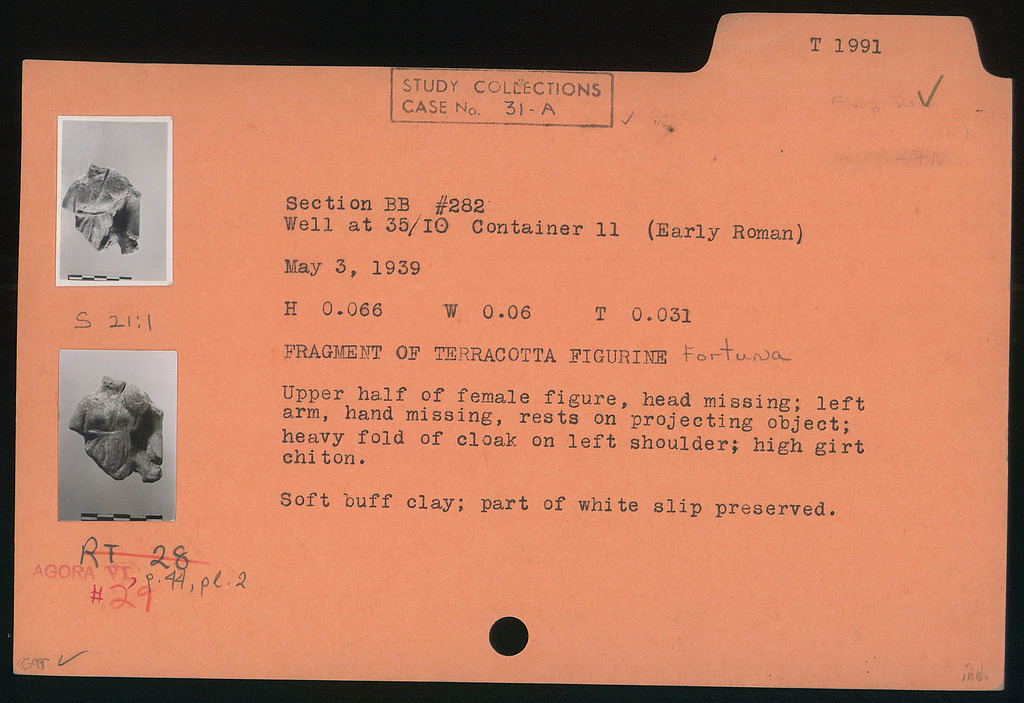 T 1991
STUDY COLLECTIONS
CASE No. 31-A
Section BB #282
Well at 35/IO Container 11 (Early Roman)
May 3, 1939
H 0.066 W 0.06 T 0.031
S 21:1
FRAGMENT OF TERRACOTTA FIGURINE Fortuna
Upper half of female figure, head missing; left
arm, hand missing, rests on projecting object;
heavy fold of cloak on left shoulder; high girt
chiton.
Soft buff clay; part of white slip preserved.
RT 28
AGORA VI, p. 44, pl. 2
#29
ind.